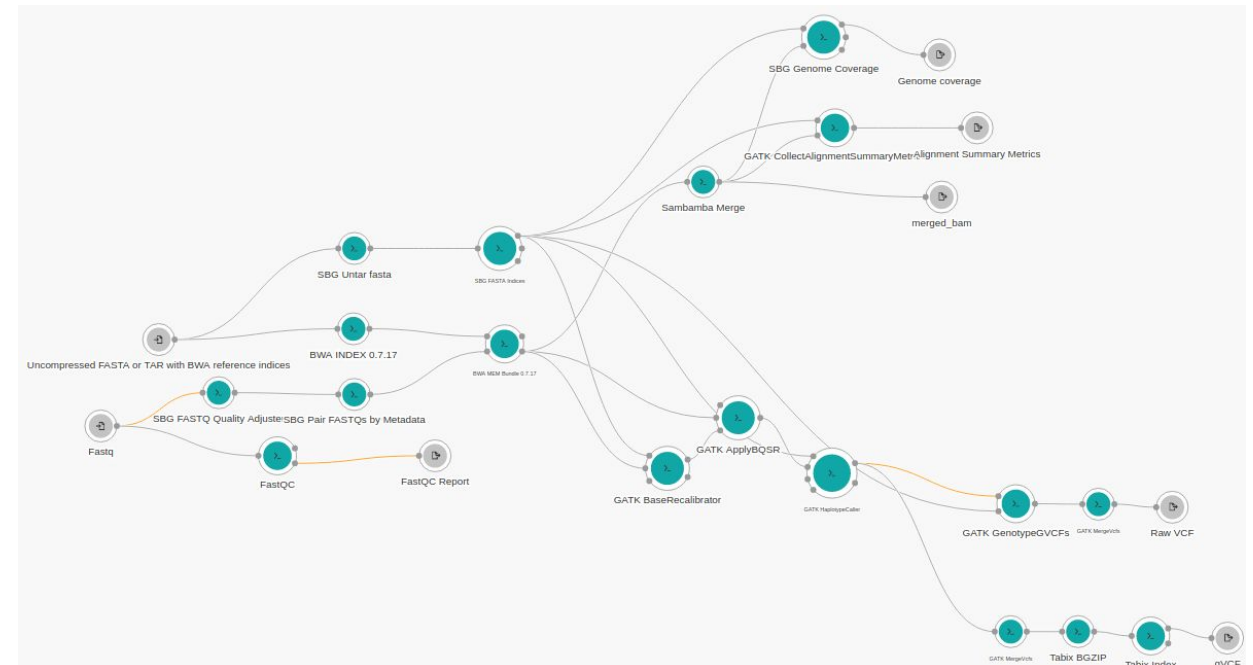 SBG Genome Coverage
Genome coverage
GATK CollectAlignmentSummaryMetr
Alignment Summary Metrics
Sambamba Merge
merged_bam
SBG Untar fasta
SBG FASTA Indices
BWA INDEX 0.7.17
Uncompressed FASTA or TAR with BWA reference indices
BWA MEM Bundle 0.7.17
SBG FASTQ Quality Adjuste
SBG Pair FASTQs by Metadata
Fastq
FastQC
FastQC Report
GATK ApplyBQSR
GATK BaseRecalibrator
GATK HaplotypeCaller
GATK GenotypeGVCFs
GATK MergeVcfs
Raw VCF
GATK MergeVcfs
Tabix BGZIP
Tabix Index
gVCF